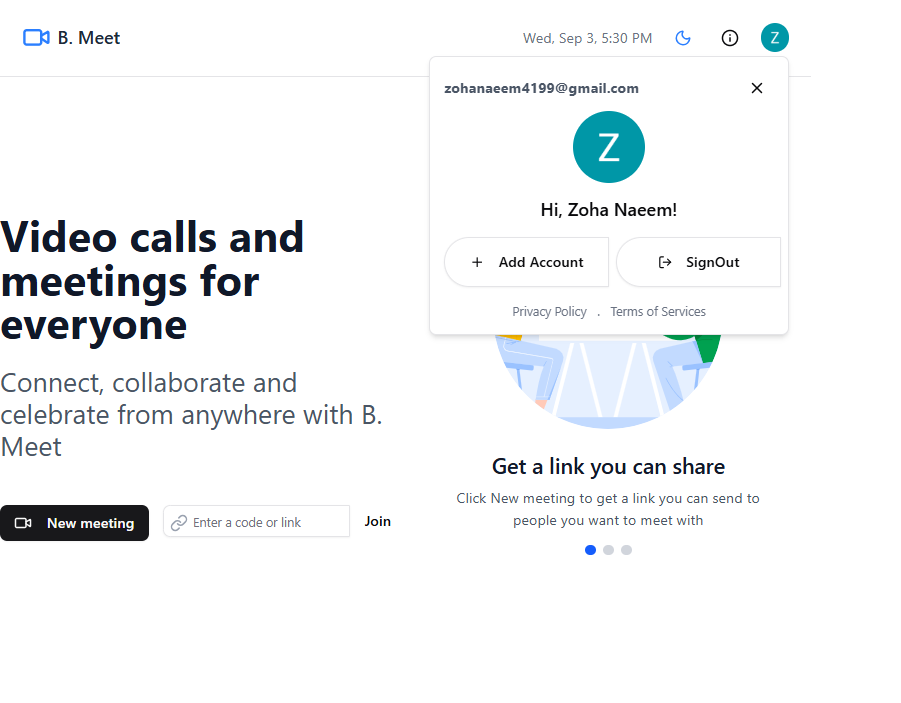 B. Meet
Wed, Sep 3, 5:30 PM
Z
zohanaeem4199@gmail.com
Z
Hi, Zoha Naeem!
Add Account
SignOut
Privacy Policy . Terms of Services
Video calls and
meetings for
everyone
Connect, collaborate and
celebrate from anywhere with B.
Meet
New meeting
Enter a code or link
Join
Get a link you can share
Click New meeting to get a link you can send to
people you want to meet with